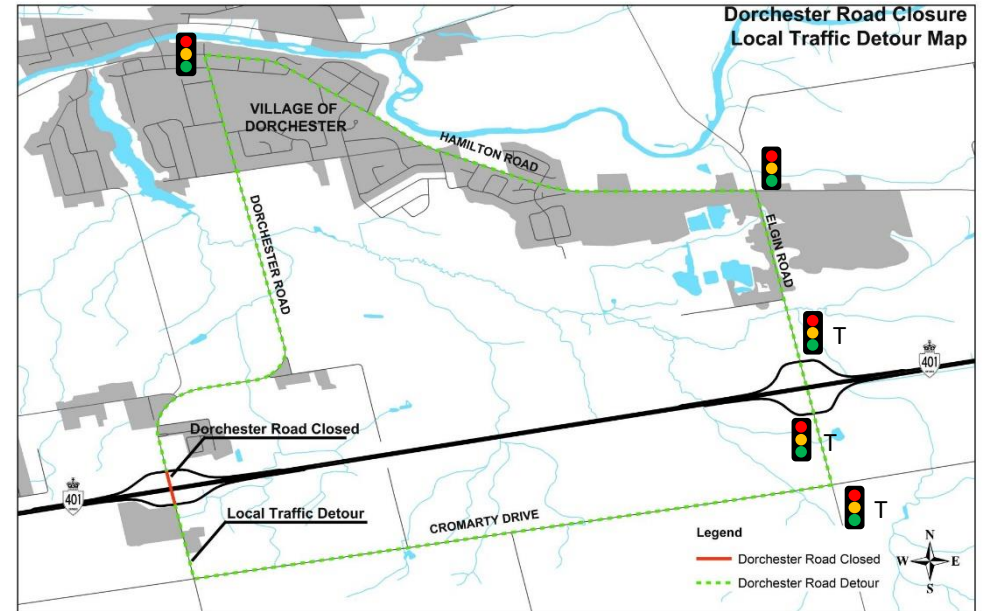 Dorchester Road Closure
Local Traffic Detour Map
VILLAGE OF
DORCHESTER
HAMILTON ROAD
DORCHESTER ROAD
ELGIN ROAD
T
401
T
Dorchester Road Closed
401
Local Traffic Detour
CROMARTY DRIVE
T
Legend
Dorchester Road Closed
Dorchester Road Detour
N
W E
S